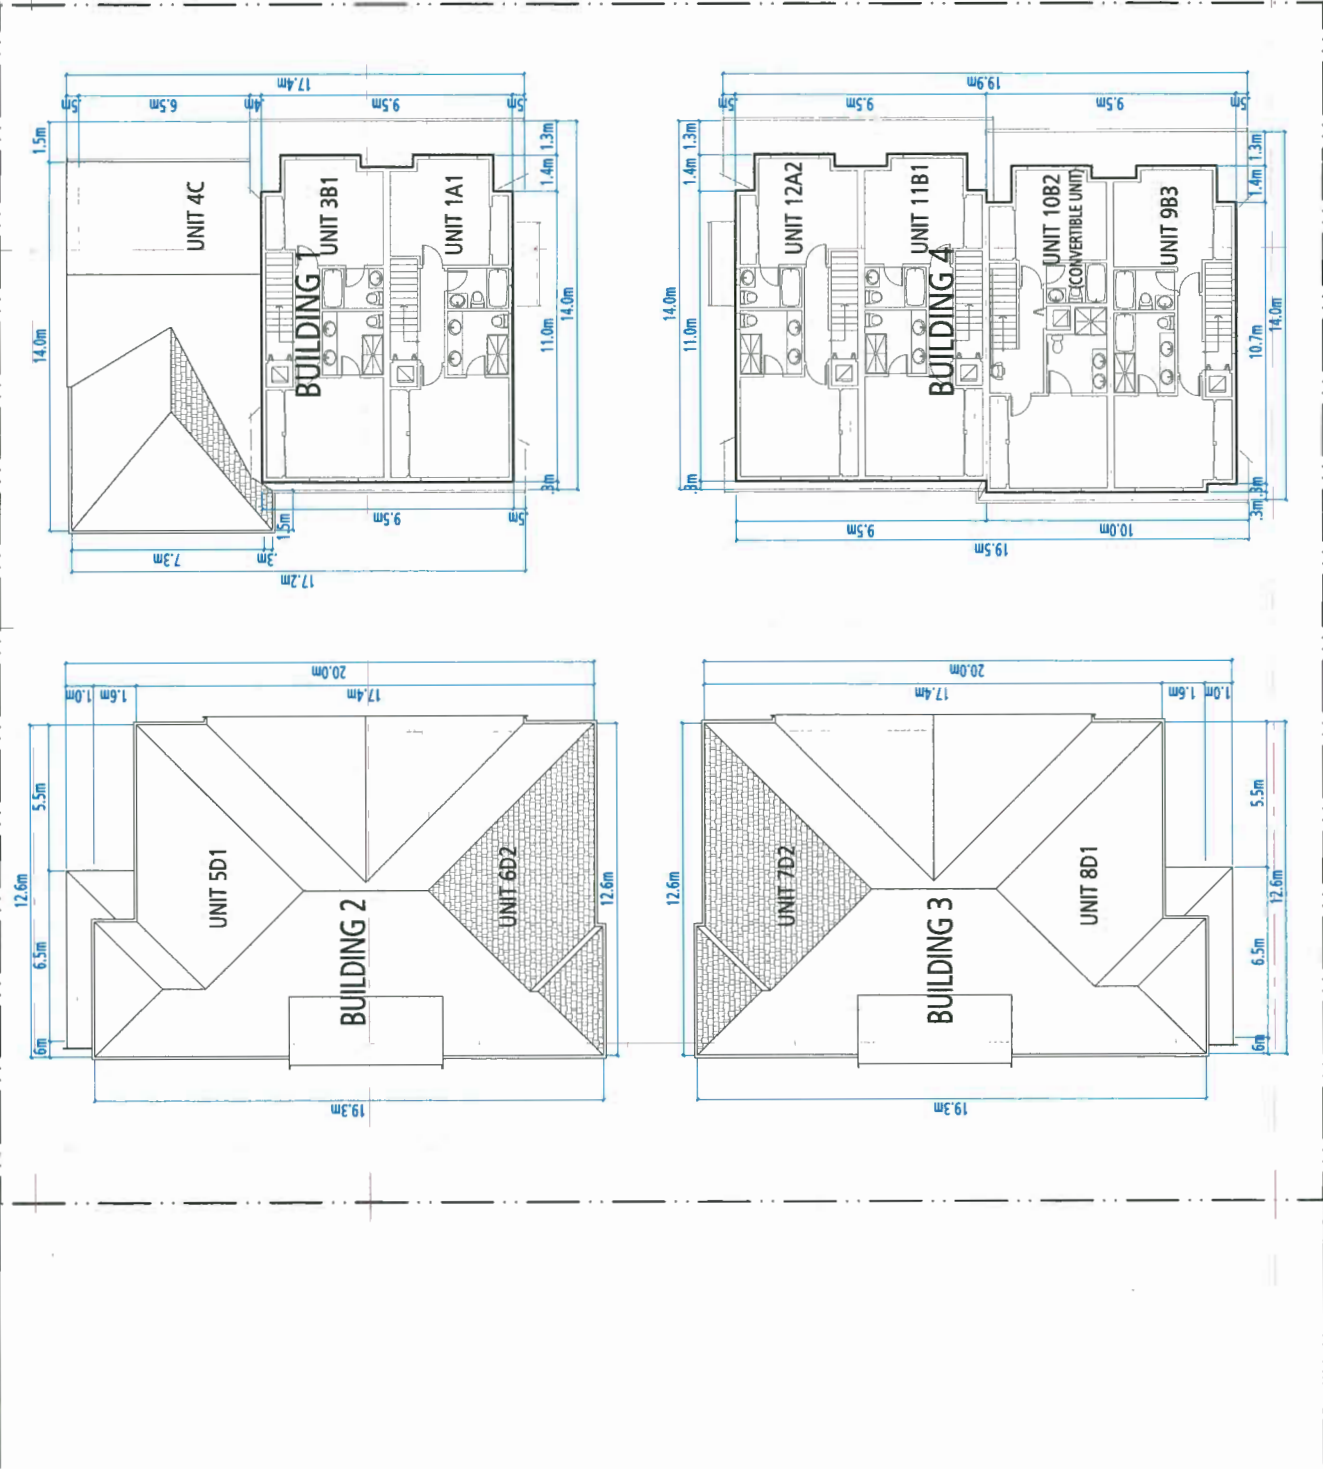 17.4m
.5m
6.5m
.4m
9.5m
.5m
1.5m
14.0m
UNIT 4C
UNIT 3B1
UNIT 1A1
BUILDING 1
1.3m
1.4m
11.0m
14.0m
.3m
1.5m
9.5m
.5m
7.3m
.3m
17.2m
19.9m
.5m
9.5m
9.5m
.5m
1.3m
1.4m
14.0m
11.0m
.3m
UNIT 12A2
UNIT 11B1
UNIT 10B2
(CONVERTIBLE UNIT)
UNIT 9B3
BUILDING 4
1.3m
1.4m
10.7m
14.0m
.3m
.3m
9.5m
10.0m
19.5m
20.0m
1.0m
1.6m
17.4m
12.6m
5.5m
6.5m
.6m
UNIT 5D1
BUILDING 2
UNIT 6D2
12.6m
19.3m
20.0m
17.4m
1.6m
1.0m
12.6m
UNIT 7D2
BUILDING 3
UNIT 8D1
5.5m
6.5m
.6m
12.6m
19.3m